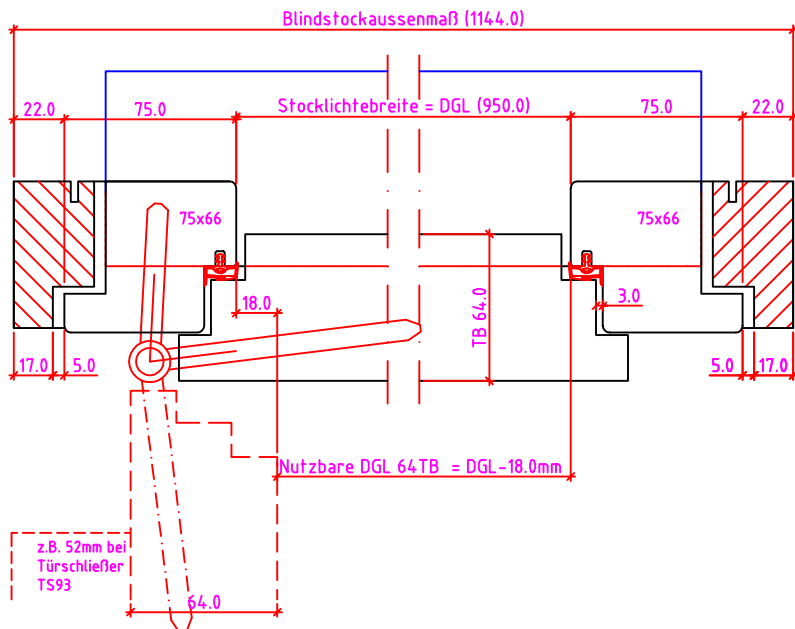 Blindstockaussenmaß (1144.0)
22.0
75.0
Stocklichtebreite = DGL (950.0)
75.0
22.0
75x66
75x66
18.0
TB 64.0
3.0
17.0
5.0
5.0
17.0
Nutzbare DGL 64TB = DGL-18.0mm
z.B. 52mm bei
Türschließer
TS93
64.0